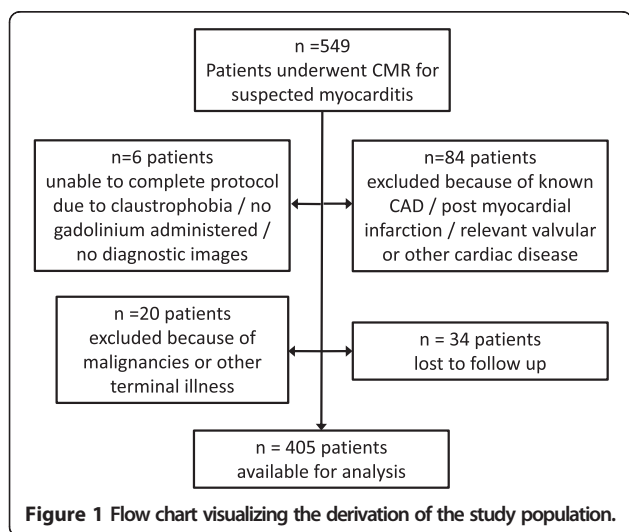 n =549
Patients underwent CMR for
suspected myocarditis
n=6 patients
unable to complete protocol
due to claustrophobia / no
gadolinium administered /
no diagnostic images
n=84 patients
excluded because of known
CAD / post myocardial
infarction / relevant valvular
or other cardiac disease
n =20 patients
excluded because of
malignancies or other
terminal illness
n = 34 patients
lost to follow up
n = 405 patients
available for analysis
Figure 1 Flow chart visualizing the derivation of the study population.